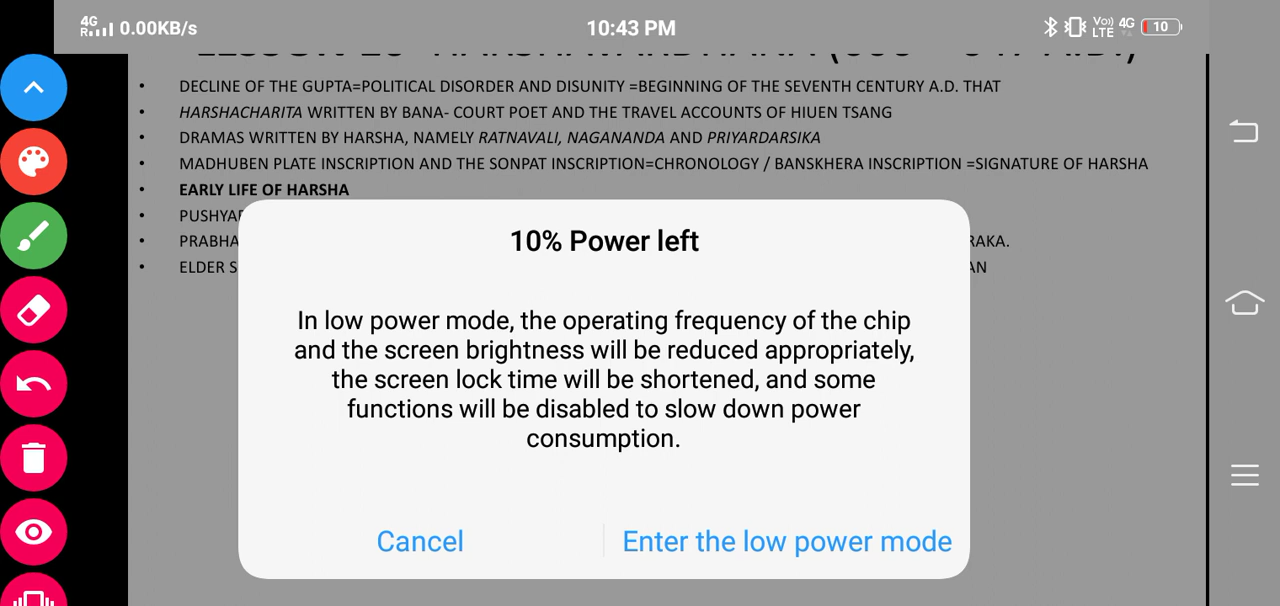 4G
R 0.00KB/s
10:43 PM
Vo)) LTE 4G 10
DECLINE OF THE GUPTA=POLITICAL DISORDER AND DISUNITY =BEGINNING OF THE SEVENTH CENTURY A.D. THAT
HARSHACHARITA WRITTEN BY BANA- COURT POET AND THE TRAVEL ACCOUNTS OF HIUEN TSANG
DRAMAS WRITTEN BY HARSHA, NAMELY RATNAVALI, NAGANANDA AND PRIYARDARSIKA
MADHUBEN PLATE INSCRIPTION AND THE SONPAT INSCRIPTION=CHRONOLOGY / BANSKHERA INSCRIPTION =SIGNATURE OF HARSHA
EARLY LIFE OF HARSHA
ELDER
10% Power left
In low power mode, the operating frequency of the chip
and the screen brightness will be reduced appropriately,
the screen lock time will be shortened, and some
functions will be disabled to slow down power
consumption.
Cancel
Enter the low power mode